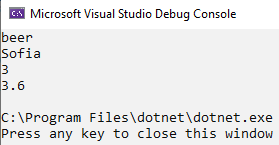 Microsoft Visual Studio Debug Console
beer
Sofia
3
3.6
C:\Program Files\dotnet\dotnet.exe
Press any key to close this window